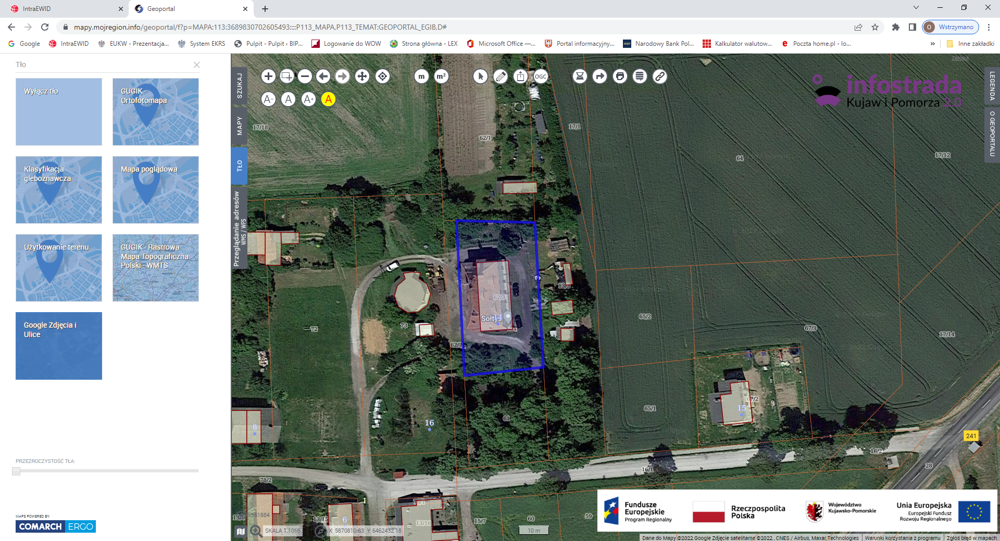 IntraEWID
Geoportal
mapy.mojregion.info/geoportal/f?p=MAPA:113:3689830702605493::::P113_MAPA,P113_TEMAT:GEOPORTAL_EGIB,D#
O Wstrzymano
Google
IntraEWID
EUKW - Prezentacja...
System EKRS
Pulpit - Pulpit ‹ BIP...
Logowanie do WOW
Strona główna - LEX
Microsoft Office —...
Portal informacyjny...
Narodowy Bank Pol...
Kalkulator walutow...
Poczta home.pl - lo...
»
Inne zakładki
Tło
Wyłącz tło
GUGIK -
Ortofotomapa
Klasyfikacja
gleboznawcza
Mapa poglądowa
Użytkowanie terenu
GUGIK - Rastrowa
Mapa Topograficzna
Polski - WMTS
Google Zdjęcia i
Ulice
PRZEZROCZYSTOŚĆ TŁA:
MAPS POWERED BY:
COMARCH ERGO
SZUKAJ
MAPY
TŁO
Przeglądanie adresów
WMS / WFS
m
m²
OGC
A-
A
A+
A
Zaloguj
infostrada
Kujaw i Pomorza 2.0
LEGENDA
O GEOPORTALU
17/18
62/1
17/1
64
17/12
13/3
62/3
Sołtys
14
72
73
62/2
65/2
67/3
17/14
67/2
15
65/1
61
16
8
241
16/2
28
16/1
78/2
13/15
6
13/16
15/7
60
59
581884
SKALA 1:1066
X: 5870810.83 Y: 6462432.18
10 m
Fundusze
Europejskie
Program Regionalny
Rzeczpospolita
Polska
Województwo
Kujawsko-Pomorskie
Unia Europejska
Europejski Fundusz
Rozwoju Regionalnego
Dane do Mapy ©2022 Google Zdjęcie satelitarne ©2022 , CNES / Airbus, Maxar Technologies
Warunki korzystania z programu
Zgłoś błąd w mapach